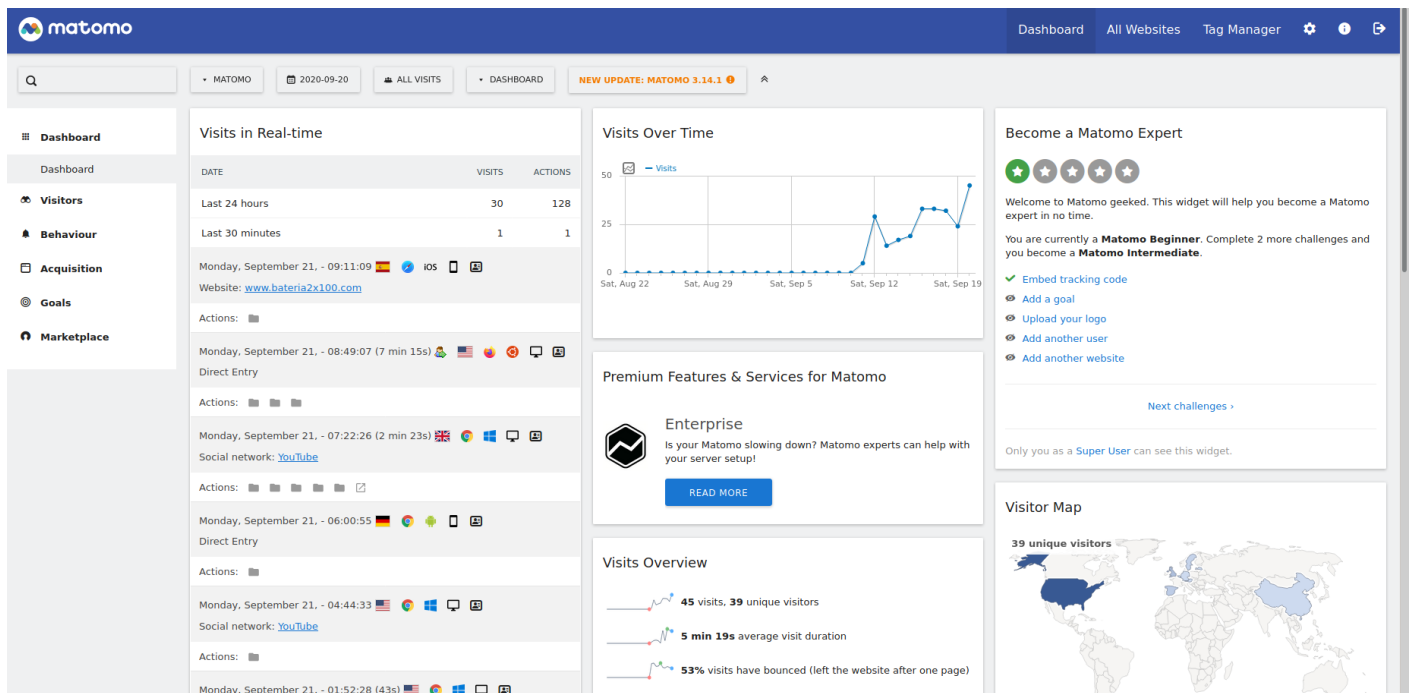 matomo
Dashboard All Websites Tag Manager
MATOMO 2020-09-20 ALL VISITS DASHBOARD NEW UPDATE: MATOMO 3.14.1
Dashboard
Dashboard
Visitors
Behaviour
Acquisition
Goals
Marketplace
Visits in Real-time
DATE VISITS ACTIONS
Last 24 hours 30 128
Last 30 minutes 1 1
Monday, September 21, - 09:11:09 iOS
Website: www.bateria2x100.com
Actions:
Monday, September 21, - 08:49:07 (7 min 15s)
Direct Entry
Actions:
Monday, September 21, - 07:22:26 (2 min 23s)
Social network: YouTube
Actions:
Monday, September 21, - 06:00:55
Direct Entry
Actions:
Monday, September 21, - 04:44:33
Social network: YouTube
Actions:
Monday, September 21, - 01:52:28 (43s)
Visits Over Time
Visits
50
25
0
Sat, Aug 22 Sat, Aug 29 Sat, Sep 5 Sat, Sep 12 Sat, Sep 19
Premium Features & Services for Matomo
Enterprise
Is your Matomo slowing down? Matomo experts can help with
your server setup!
READ MORE
Visits Overview
45 visits, 39 unique visitors
5 min 19s average visit duration
53% visits have bounced (left the website after one page)
Become a Matomo Expert
Welcome to Matomo geeked. This widget will help you become a Matomo
expert in no time.
You are currently a Matomo Beginner. Complete 2 more challenges and
you become a Matomo Intermediate.
Embed tracking code
Add a goal
Upload your logo
Add another user
Add another website
Next challenges ›
Only you as a Super User can see this widget.
Visitor Map
39 unique visitors